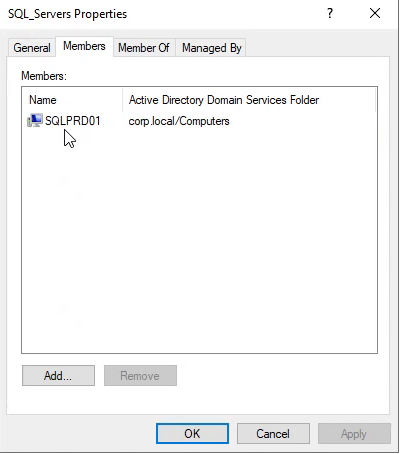 SQL_Servers Properties
? ×
General Members Member Of Managed By
Members:
Name Active Directory Domain Services Folder
SQLPRD01 corp.local/Computers
Add... Remove
OK Cancel Apply